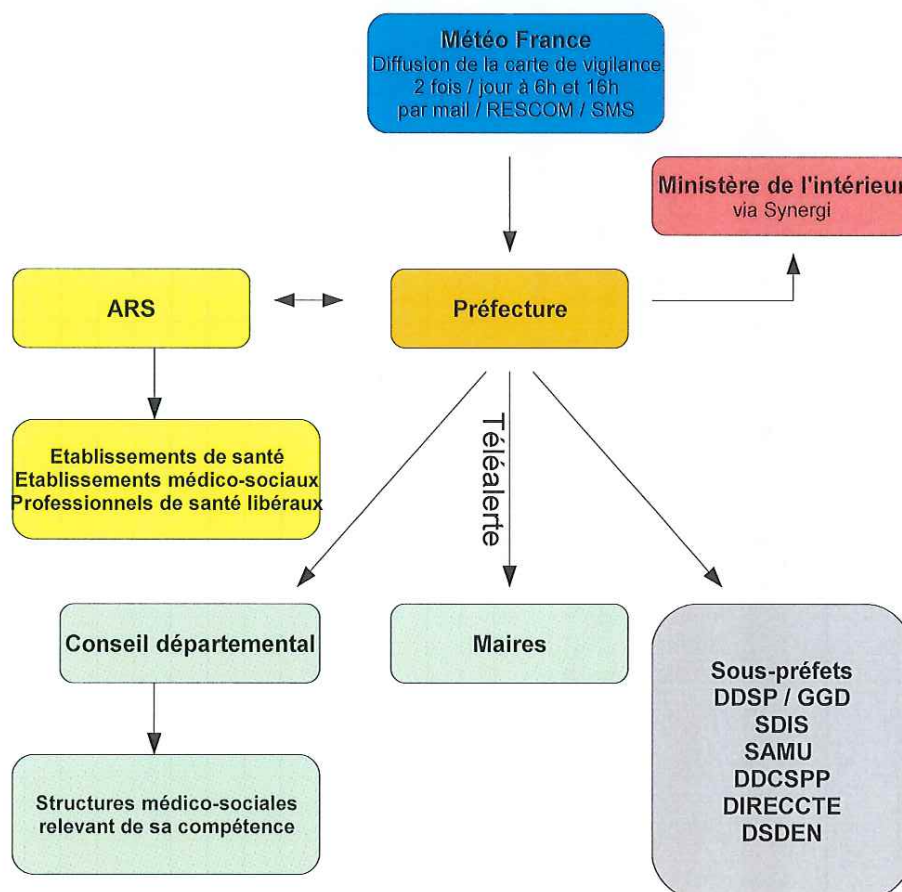 Météo France
Diffusion de la carte de vigilance
2 fois / jour à 6h et 16h
par mail / RESCOM / SMS
Ministère de l'intérieur
via Synergi
ARS
Préfecture
Etablissements de santé
Etablissements médico-sociaux
Professionnels de santé libéraux
Téléalerte
Conseil départemental
Maires
Sous-préfets
DDSP / GGD
SDIS
SAMU
DDCSPP
DIRECCTE
DSDEN
Structures médico-sociales
relevant de sa compétence